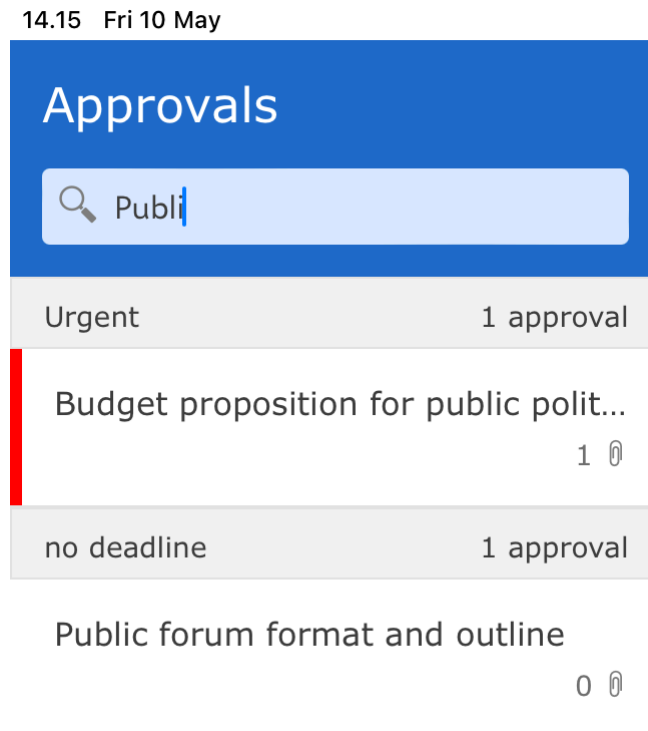 14.15 Fri 10 May
Approvals
Publi
Urgent 1 approval
Budget proposition for public polit...
1
no deadline 1 approval
Public forum format and outline
0